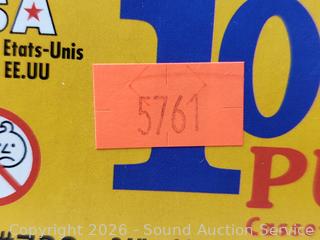 SA
Etats-Unis
EE.UU
10
5761
PU
Copyright 2026 - Sound Auction Service